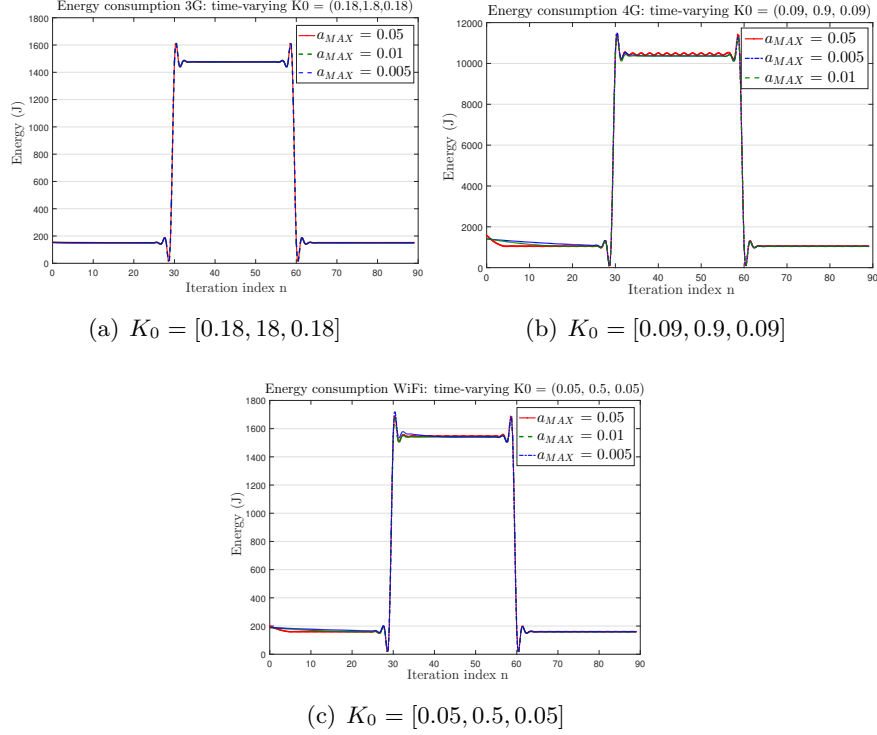 Energy consumption 3G: time-varying K0 = (0.18,1.8,0.18)
1800
1600
1400
1200
1000
800
600
400
200
0
Energy (J)
a_MAX = 0.05
a_MAX = 0.01
a_MAX = 0.005
0 10 20 30 40 50 60 70 80 90
Iteration index n
(a) K_0 = [0.18, 18, 0.18]
Energy consumption 4G: time-varying K0 = (0.09, 0.9, 0.09)
12000
10000
8000
6000
4000
2000
0
Energy (J)
a_MAX = 0.05
a_MAX = 0.005
a_MAX = 0.01
0 10 20 30 40 50 60 70 80 90
Iteration index n
(b) K_0 = [0.09, 0.9, 0.09]
Energy consumption WiFi: time-varying K0 = (0.05, 0.5, 0.05)
1800
1600
1400
1200
1000
800
600
400
200
0
Energy (J)
a_MAX = 0.05
a_MAX = 0.01
a_MAX = 0.005
0 10 20 30 40 50 60 70 80 90
Iteration index n
(c) K_0 = [0.05, 0.5, 0.05]